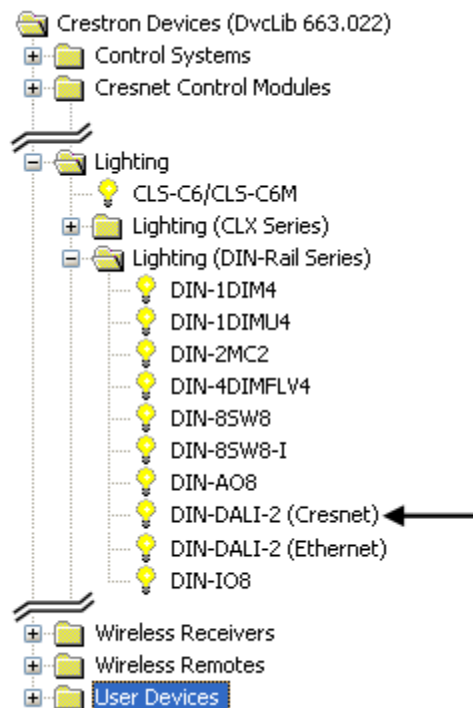 Crestron Devices (DvcLib 663.022)
Control Systems
Cresnet Control Modules
Lighting
CLS-C6/CLS-C6M
Lighting (CLX Series)
Lighting (DIN-Rail Series)
DIN-1DIM4
DIN-1DIMU4
DIN-2MC2
DIN-4DIMFLV4
DIN-8SW8
DIN-8SW8-I
DIN-AO8
DIN-DALI-2 (Cresnet)
DIN-DALI-2 (Ethernet)
DIN-IO8
Wireless Receivers
Wireless Remotes
User Devices